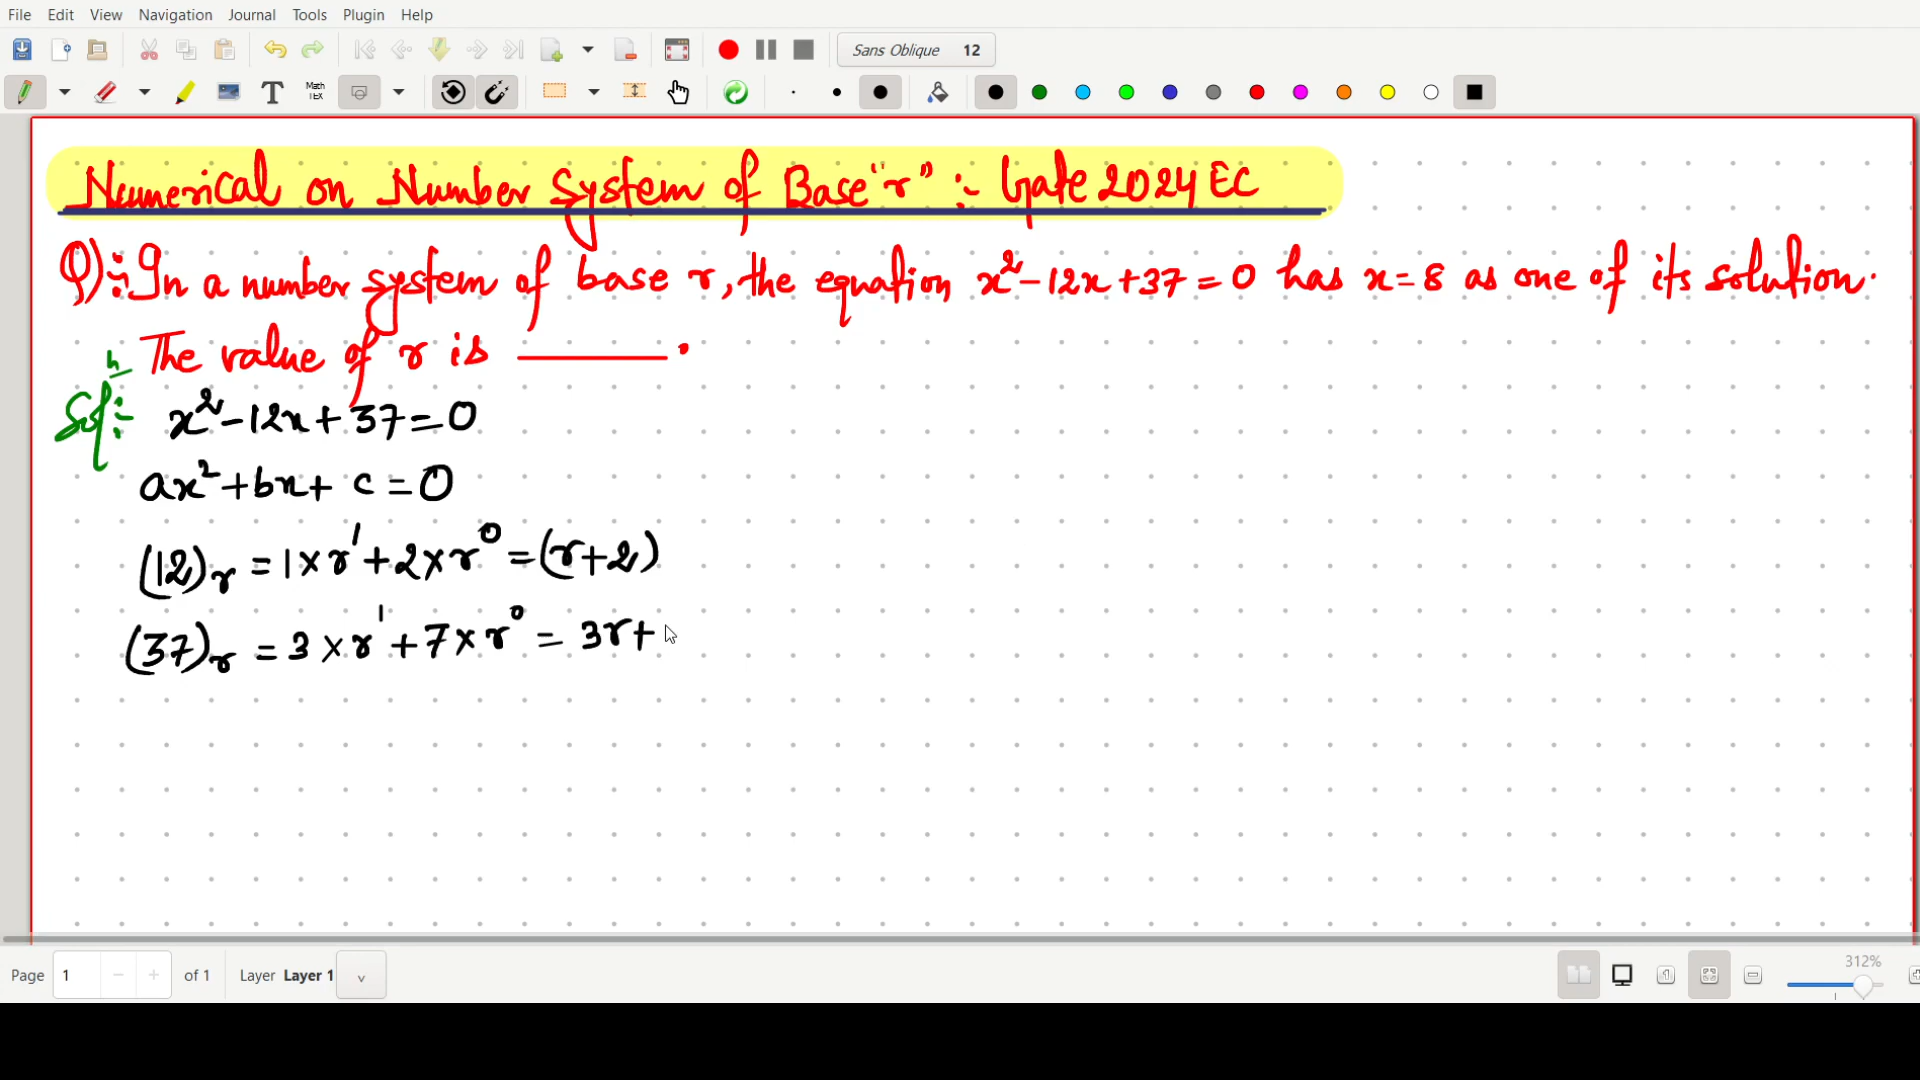 File Edit View Navigation Journal Tools Plugin Help
Sans Oblique 12
T Math TEX
Numerical on Number System of Base "r" :- Gate 2024 EC
Q):- In a number system of base r, the equation x²-12x+37=0 has x=8 as one of its solution.
The value of r is ______.
Solⁿ:- x²-12x+37=0
ax²+bx+c=0
(12)r = 1×r¹+2×r⁰=(r+2)
(37)r = 3×r¹+7×r⁰ = 3r+
Page 1 of 1 Layer Layer 1 312%